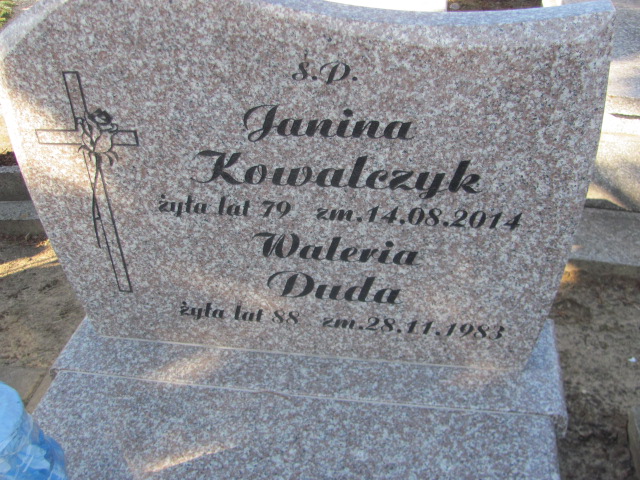 Ś.P.
Janina
Kowalczyk
żyła lat 79 zm.14.08.2014
Waleria
Duda
żyła lat 88 zm.28.11.1983